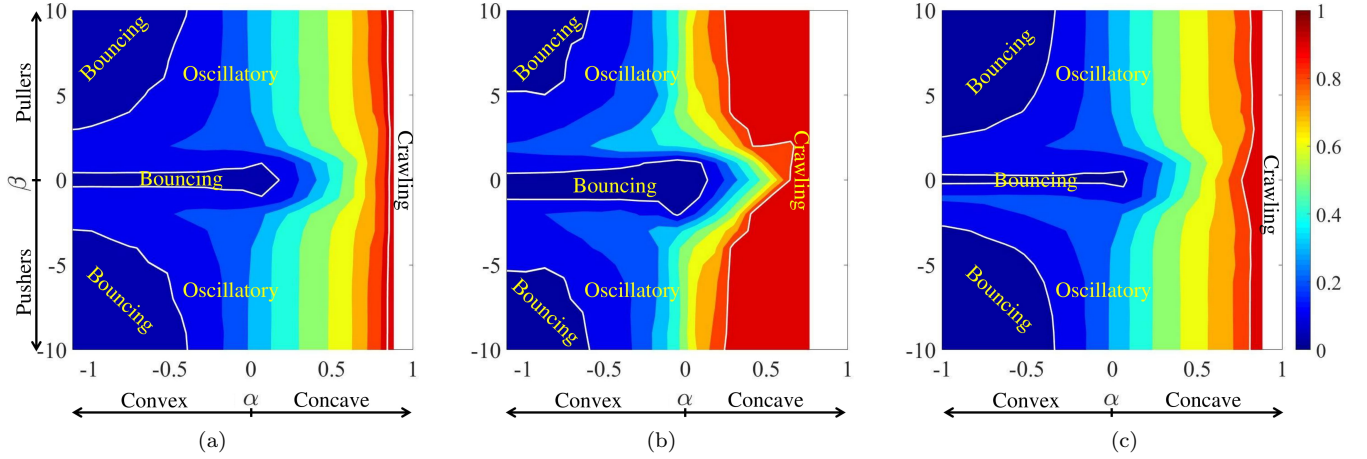 Pullers
β
Pushers
10
5
0
-5
-10
Bouncing
Oscillatory
Bouncing
Bouncing
Oscillatory
Crawling
-1
-0.5
0
0.5
1
Convex
α
Concave
(a)
10
5
0
-5
-10
Bouncing
Oscillatory
Bouncing
Bouncing
Oscillatory
Crawling
-1
-0.5
0
0.5
1
Convex
α
Concave
(b)
10
5
0
-5
-10
Bouncing
Oscillatory
Bouncing
Bouncing
Oscillatory
Crawling
-1
-0.5
0
0.5
1
Convex
α
Concave
(c)
1
0.8
0.6
0.4
0.2
0